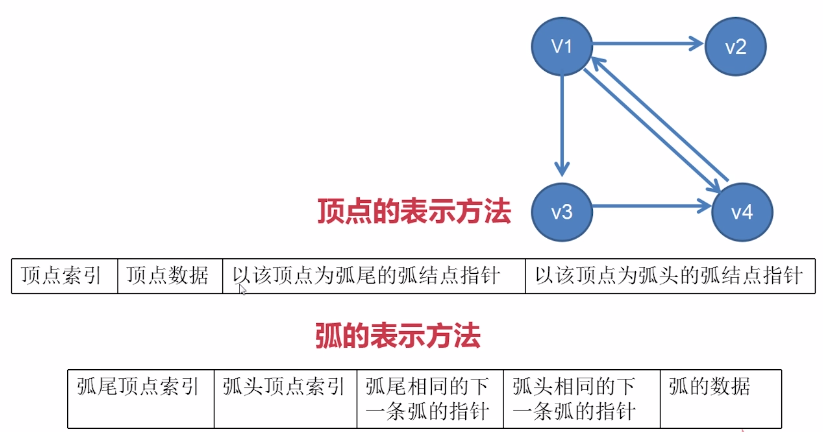 V1
v2
v3
v4
顶点的表示方法
顶点索引 顶点数据 以该顶点为弧尾的弧结点指针 以该顶点为弧头的弧结点指针
弧的表示方法
弧尾顶点索引 弧头顶点索引 弧尾相同的下 弧头相同的下 弧的数据
一条弧的指针 一条弧的指针